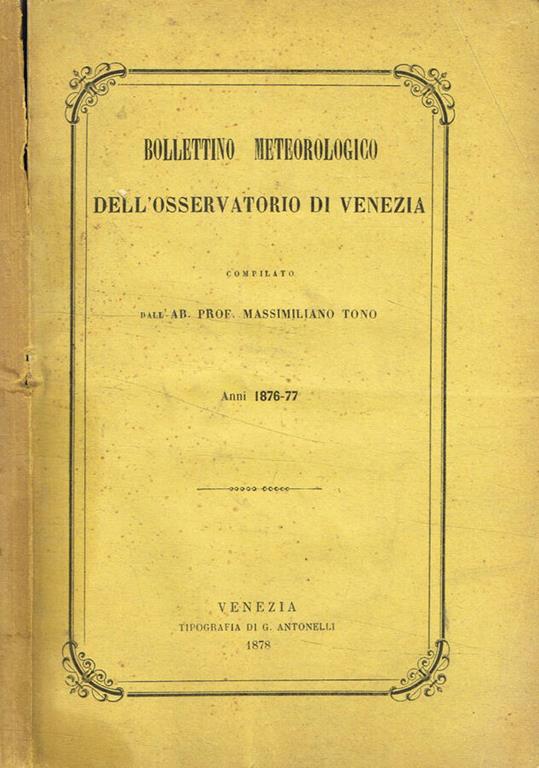 BOLLETTINO METEOROLOGICO
DELL'OSSERVATORIO DI VENEZIA
COMPILATO
DALL'AB. PROF. MASSIMILIANO TONO
Anni 1876-77
VENEZIA
TIPOGRAFIA DI G. ANTONELLI
1878